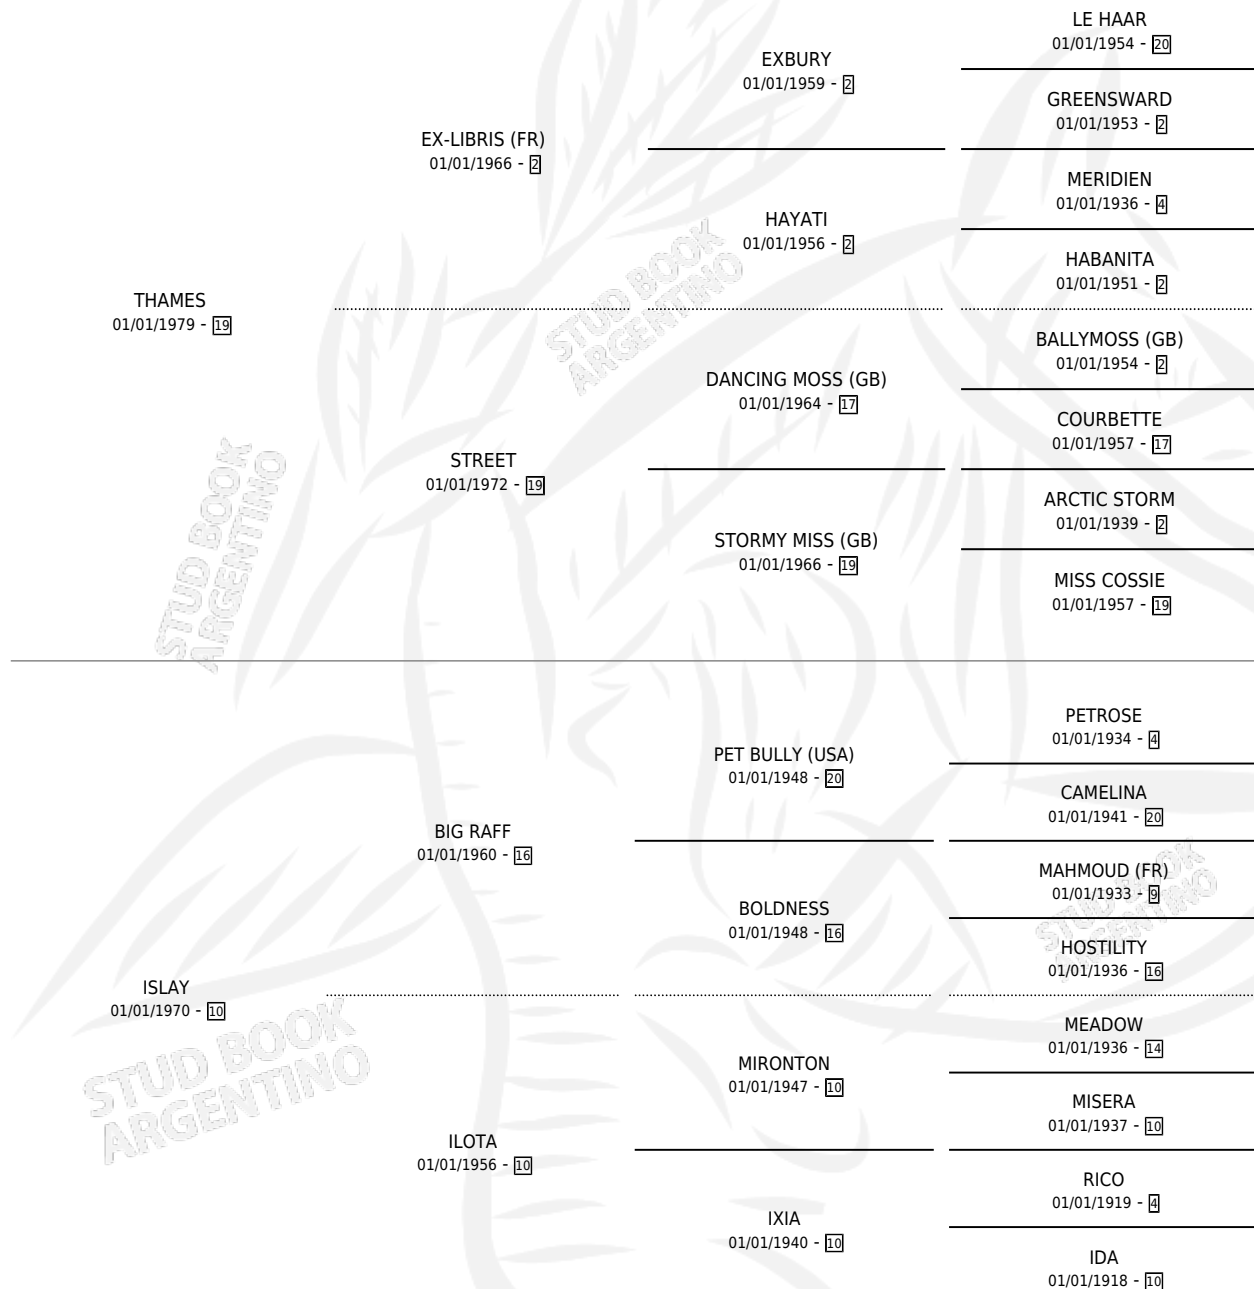 LE HAAR
01/01/1954 - 20
EXBURY
01/01/1959 - 2
GREENSWARD
01/01/1953 - 2
EX-LIBRIS (FR)
01/01/1966 - 2
MERIDIEN
01/01/1936 - 4
HAYATI
01/01/1956 - 2
HABANITA
01/01/1951 - 2
THAMES
01/01/1979 - 19
BALLYMOSS (GB)
01/01/1954 - 2
DANCING MOSS (GB)
01/01/1964 - 17
COURBETTE
01/01/1957 - 17
STREET
01/01/1972 - 19
ARCTIC STORM
01/01/1939 - 2
STORMY MISS (GB)
01/01/1966 - 19
MISS COSSIE
01/01/1957 - 19
PETROSE
01/01/1934 - 4
PET BULLY (USA)
01/01/1948 - 20
CAMELINA
01/01/1941 - 20
BIG RAFF
01/01/1960 - 16
MAHMOUD (FR)
01/01/1933 - 9
BOLDNESS
01/01/1948 - 16
HOSTILITY
01/01/1936 - 16
ISLAY
01/01/1970 - 10
MEADOW
01/01/1936 - 14
MIRONTON
01/01/1947 - 10
MISERA
01/01/1937 - 10
ILOTA
01/01/1956 - 10
RICO
01/01/1919 - 4
IXIA
01/01/1940 - 10
IDA
01/01/1918 - 10
STUD BOOK
ARGENTINO
STUD BOOK
ARGENTINO
STUD BOOK
ARGENTINO
STUD BOOK
ARGENTINO